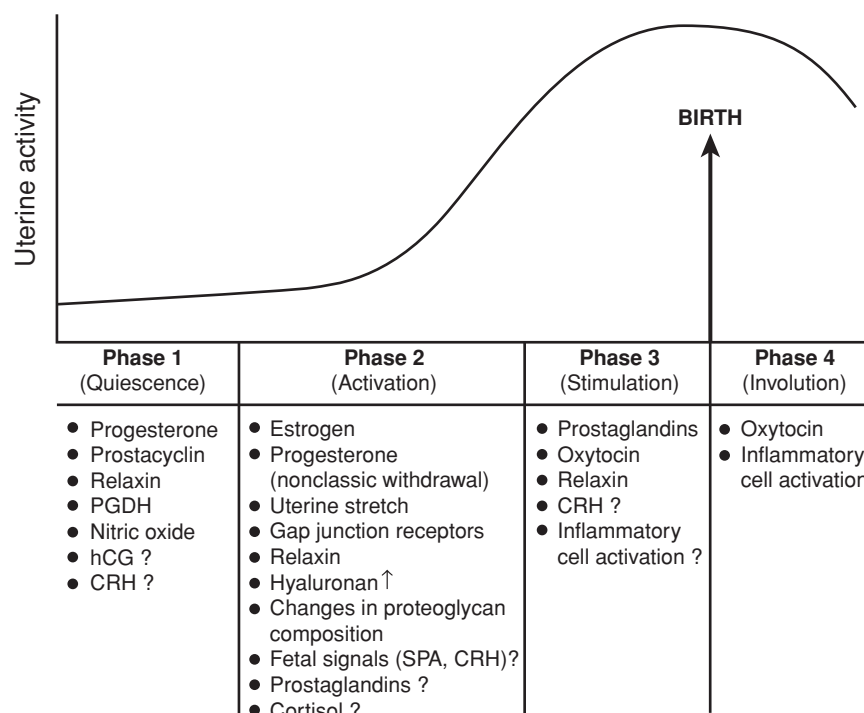 Uterine activity
BIRTH
Phase 1
(Quiescence)
Phase 2
(Activation)
Phase 3
(Stimulation)
Phase 4
(Involution)
● Progesterone
● Prostacyclin
● Relaxin
● PGDH
● Nitric oxide
● hCG ?
● CRH ?
● Estrogen
● Progesterone
(nonclassic withdrawal)
● Uterine stretch
● Gap junction receptors
● Relaxin
● Hyaluronan↑
● Changes in proteoglycan
composition
● Fetal signals (SPA, CRH)?
● Prostaglandins ?
● Cortisol ?
● Prostaglandins
● Oxytocin
● Relaxin
● CRH ?
● Inflammatory
cell activation ?
● Oxytocin
● Inflammatory
cell activation